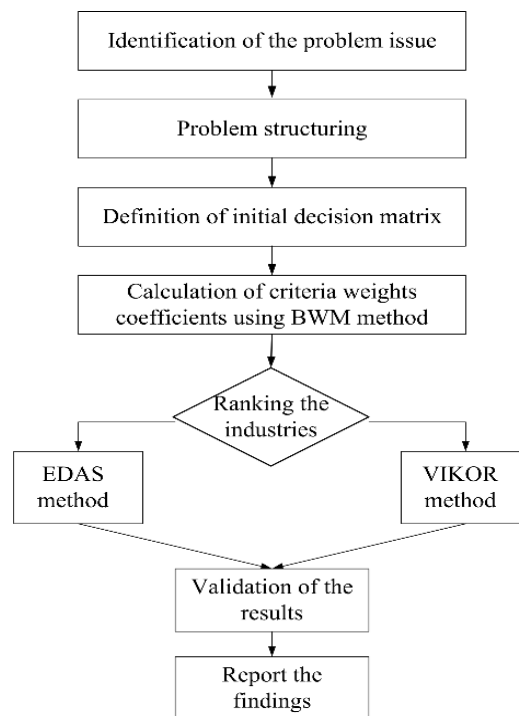 Identification of the problem issue
Problem structuring
Definition of initial decision matrix
Calculation of criteria weights
coefficients using BWM method
Ranking the
industries
EDAS
method
VIKOR
method
Validation of the
results
Report the
findings